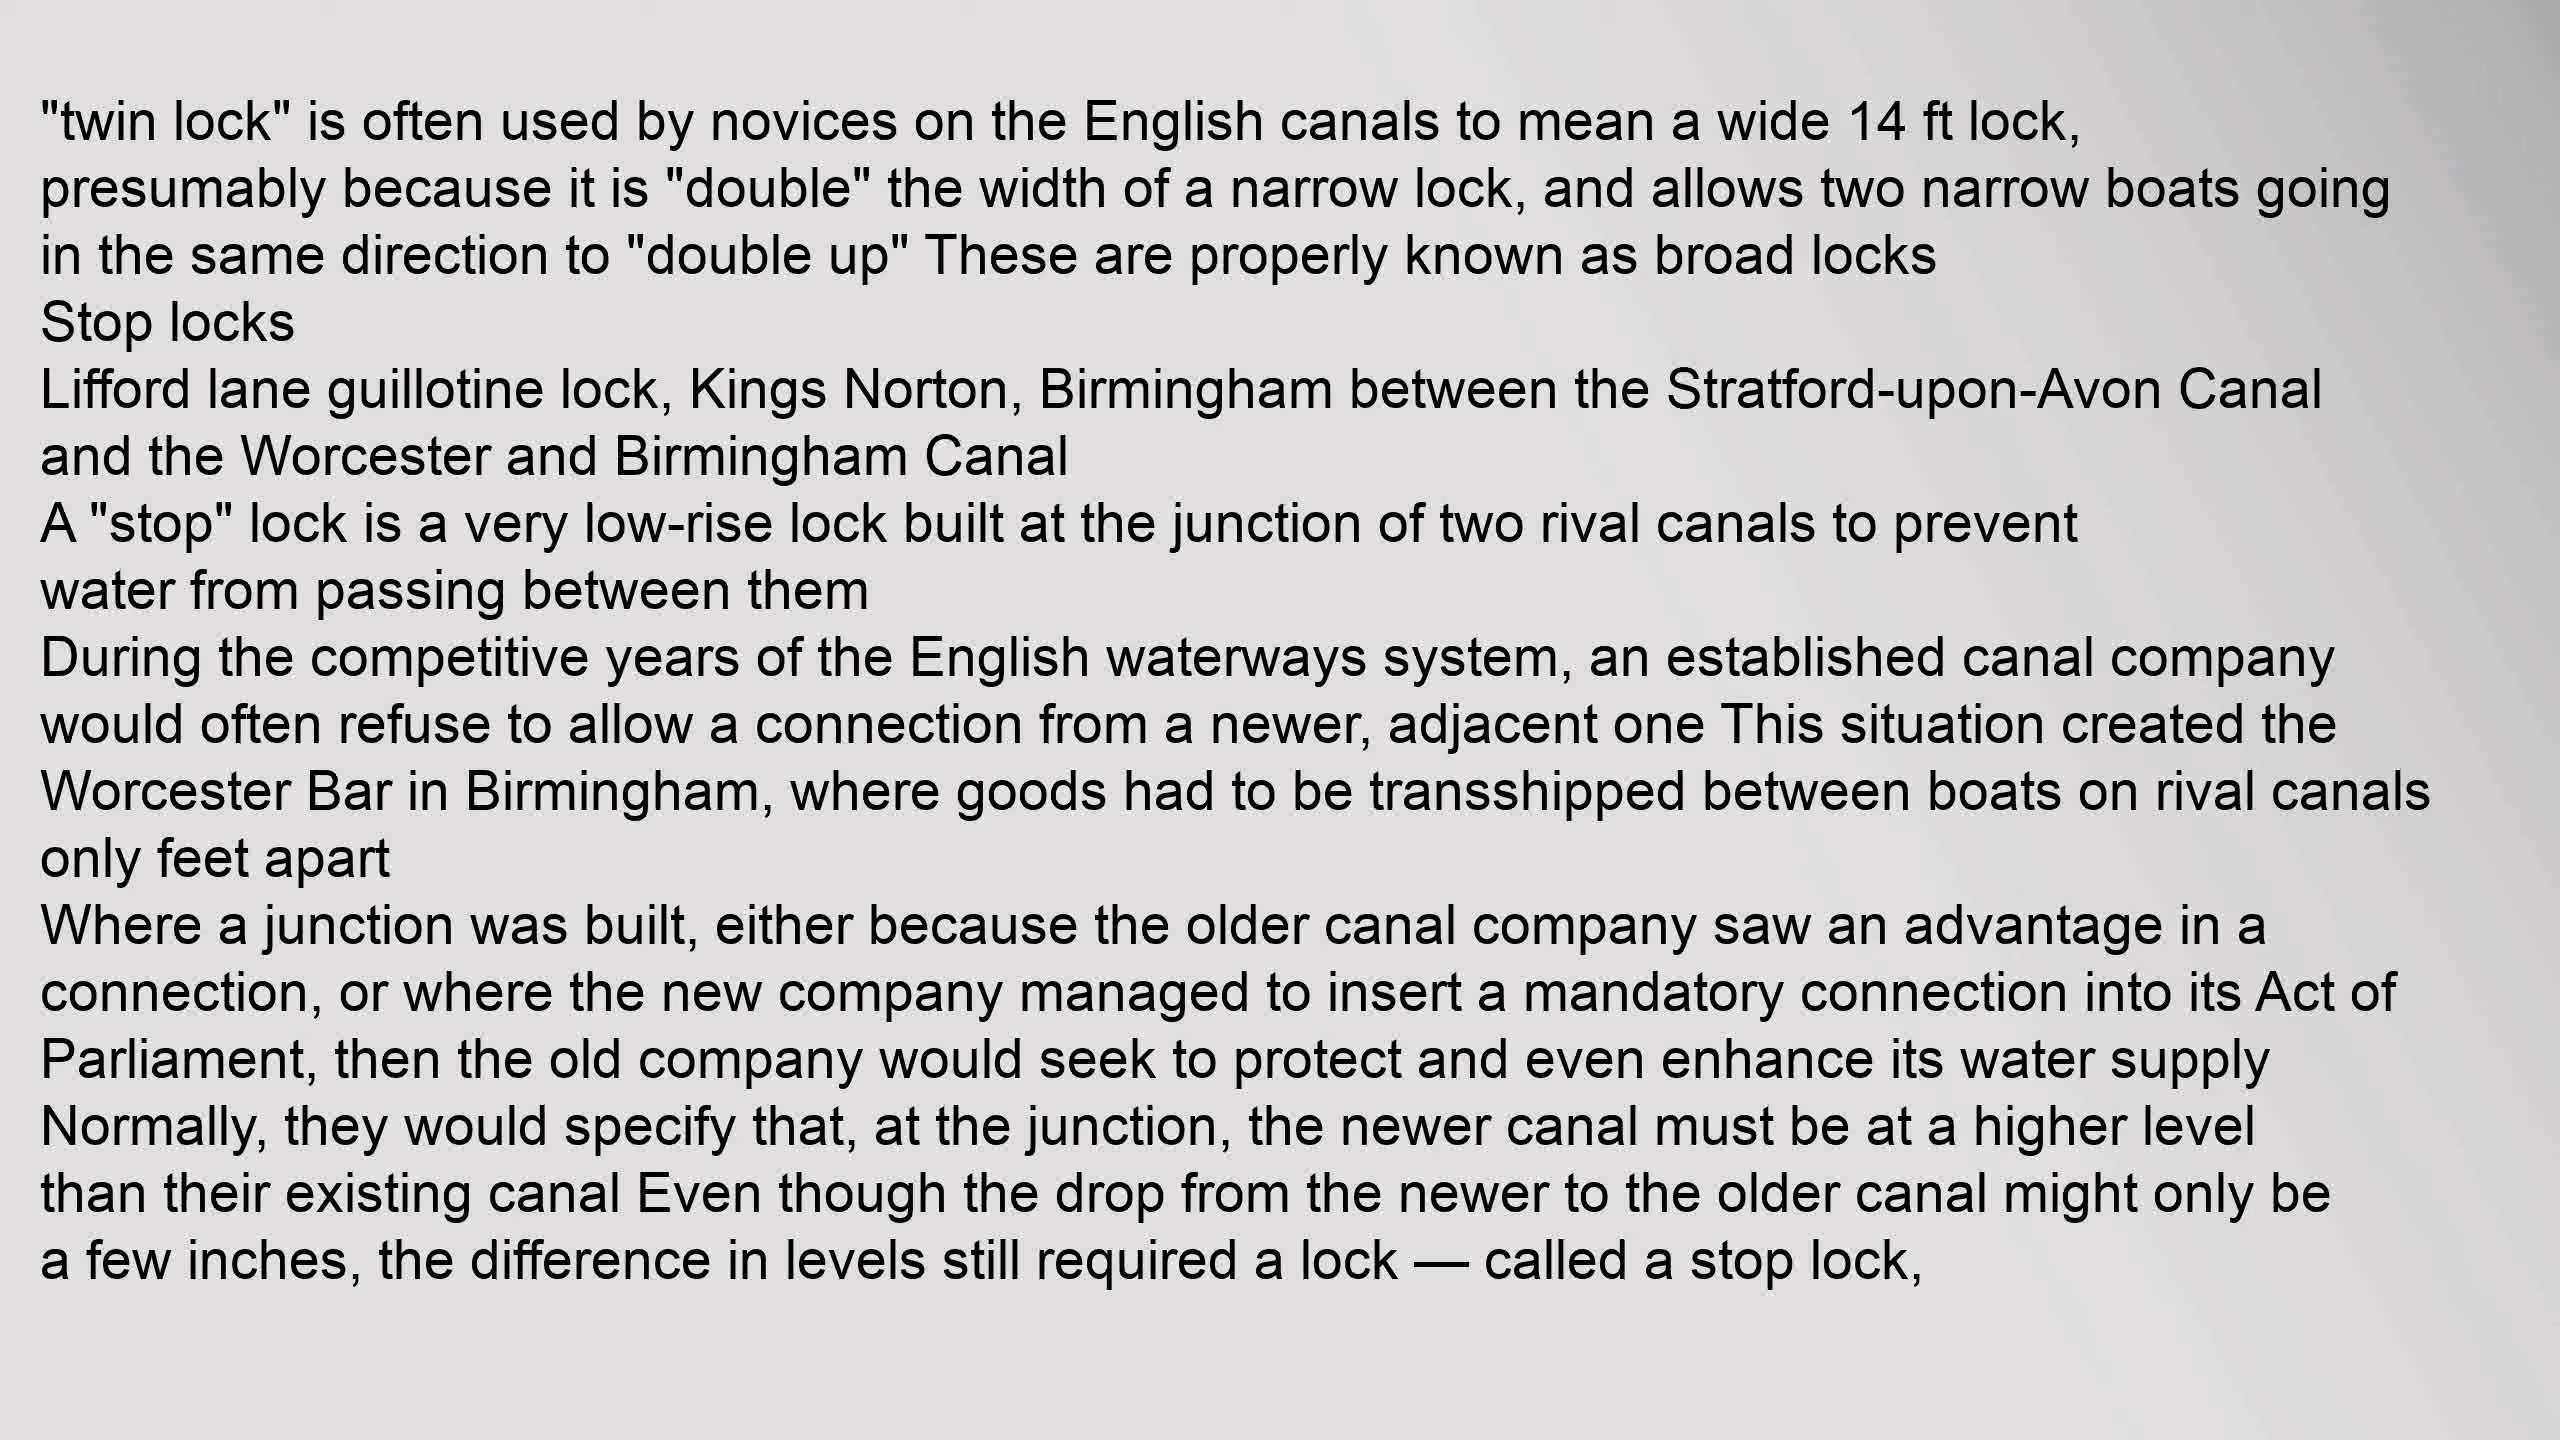 "twin lock" is often used by novices on the English canals to mean a wide 14 ft lock,
presumably because it is "double" the width of a narrow lock, and allows two narrow boats going
in the same direction to "double up" These are properly known as broad locks
Stop locks
Lifford lane guillotine lock, Kings Norton, Birmingham between the Stratford-upon-Avon Canal
and the Worcester and Birmingham Canal
A "stop" lock is a very low-rise lock built at the junction of two rival canals to prevent
water from passing between them
During the competitive years of the English waterways system, an established canal company
would often refuse to allow a connection from a newer, adjacent one This situation created the
Worcester Bar in Birmingham, where goods had to be transshipped between boats on rival canals
only feet apart
Where a junction was built, either because the older canal company saw an advantage in a
connection, or where the new company managed to insert a mandatory connection into its Act of
Parliament, then the old company would seek to protect and even enhance its water supply
Normally, they would specify that, at the junction, the newer canal must be at a higher level
than their existing canal Even though the drop from the newer to the older canal might only be
a few inches, the difference in levels still required a lock — called a stop lock,